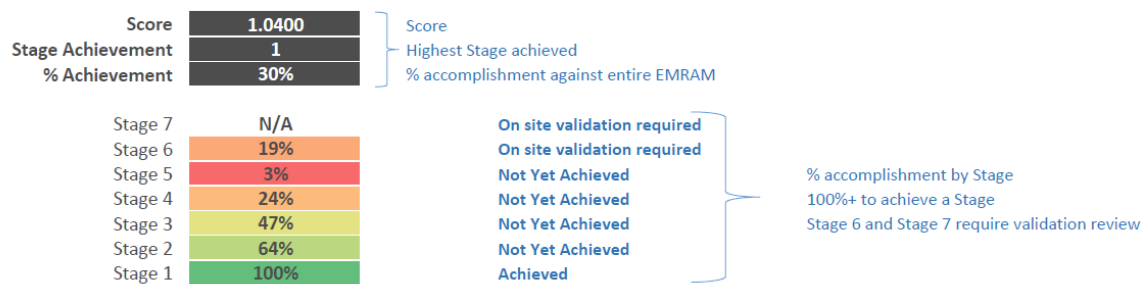 Score 1.0400 Score
Stage Achievement 1 Highest Stage achieved
% Achievement 30% % accomplishment against entire EMRAM
Stage 7 N/A On site validation required
Stage 6 19% On site validation required
Stage 5 3% Not Yet Achieved % accomplishment by Stage
Stage 4 24% Not Yet Achieved 100%+ to achieve a Stage
Stage 3 47% Not Yet Achieved Stage 6 and Stage 7 require validation review
Stage 2 64% Not Yet Achieved
Stage 1 100% Achieved